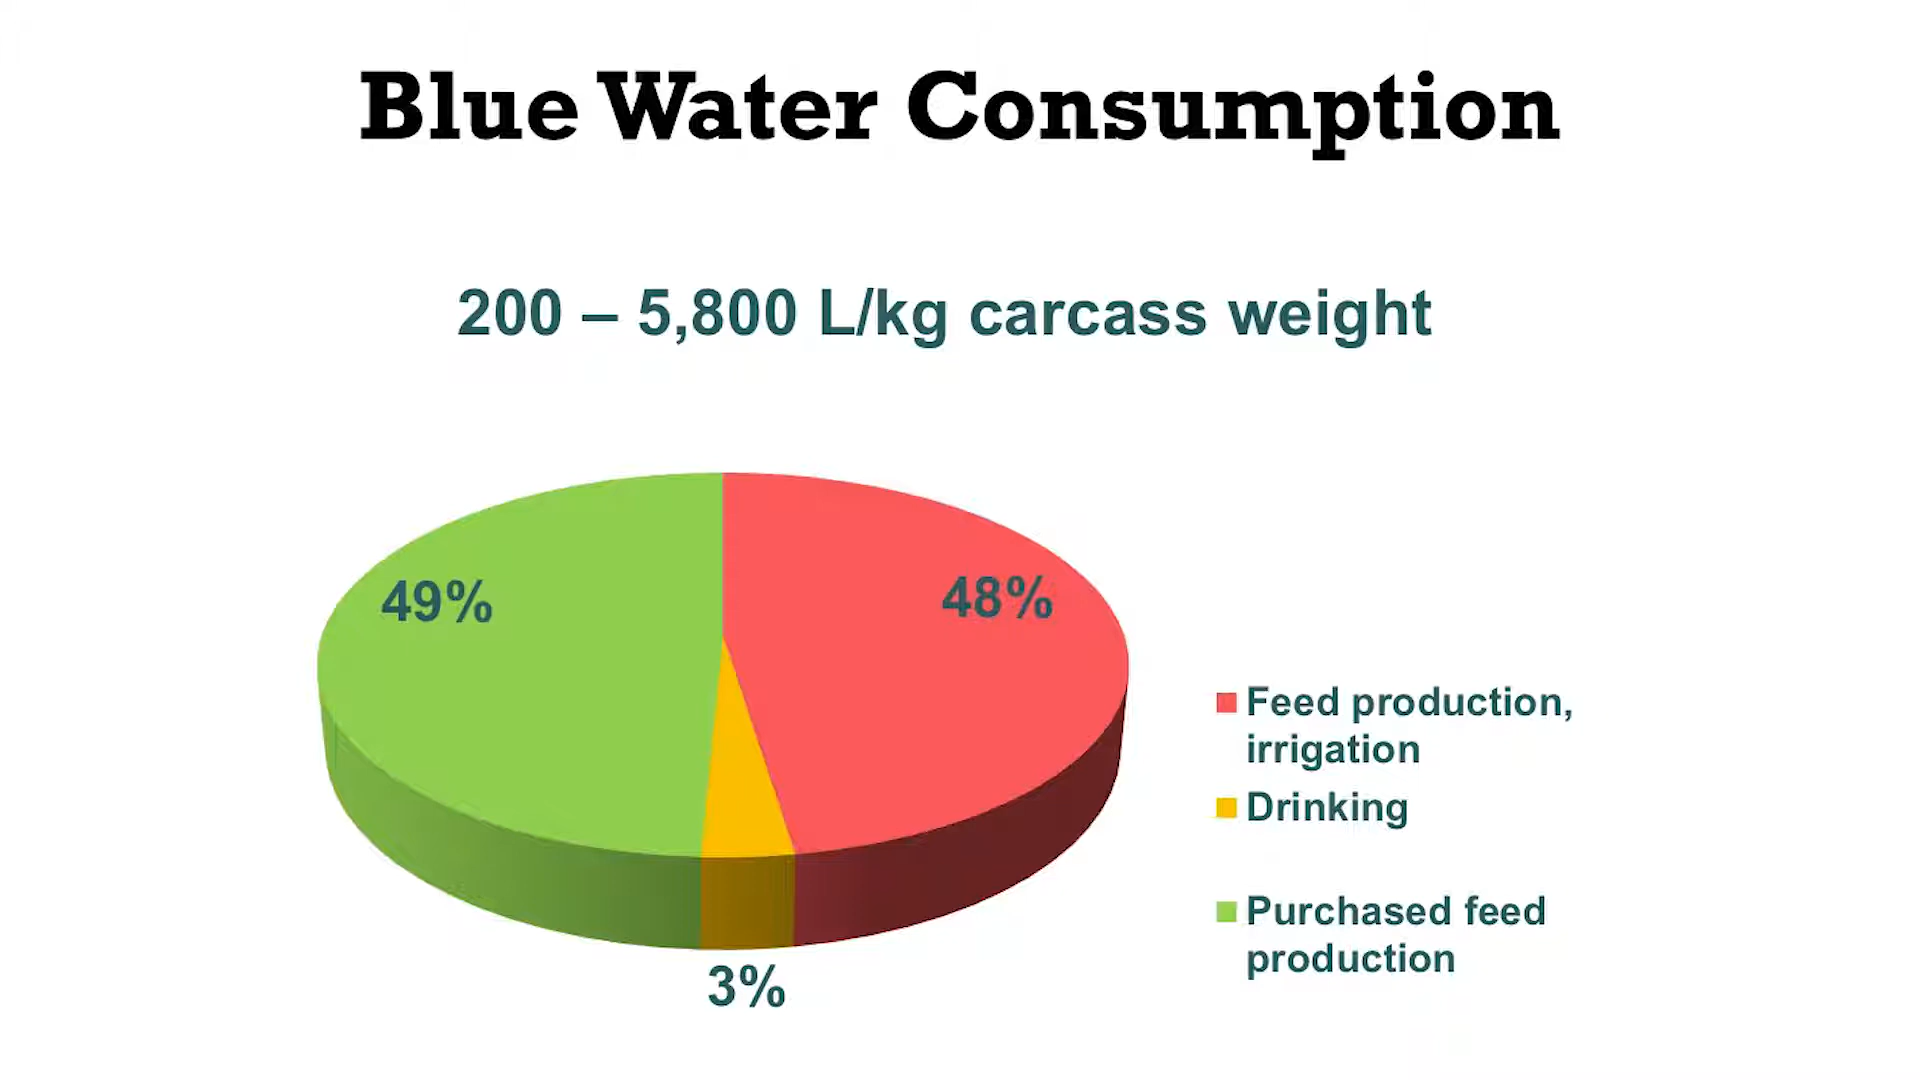 Blue Water Consumption
200 – 5,800 L/kg carcass weight
49%
48%
3%
Feed production,
irrigation
Drinking
Purchased feed
production